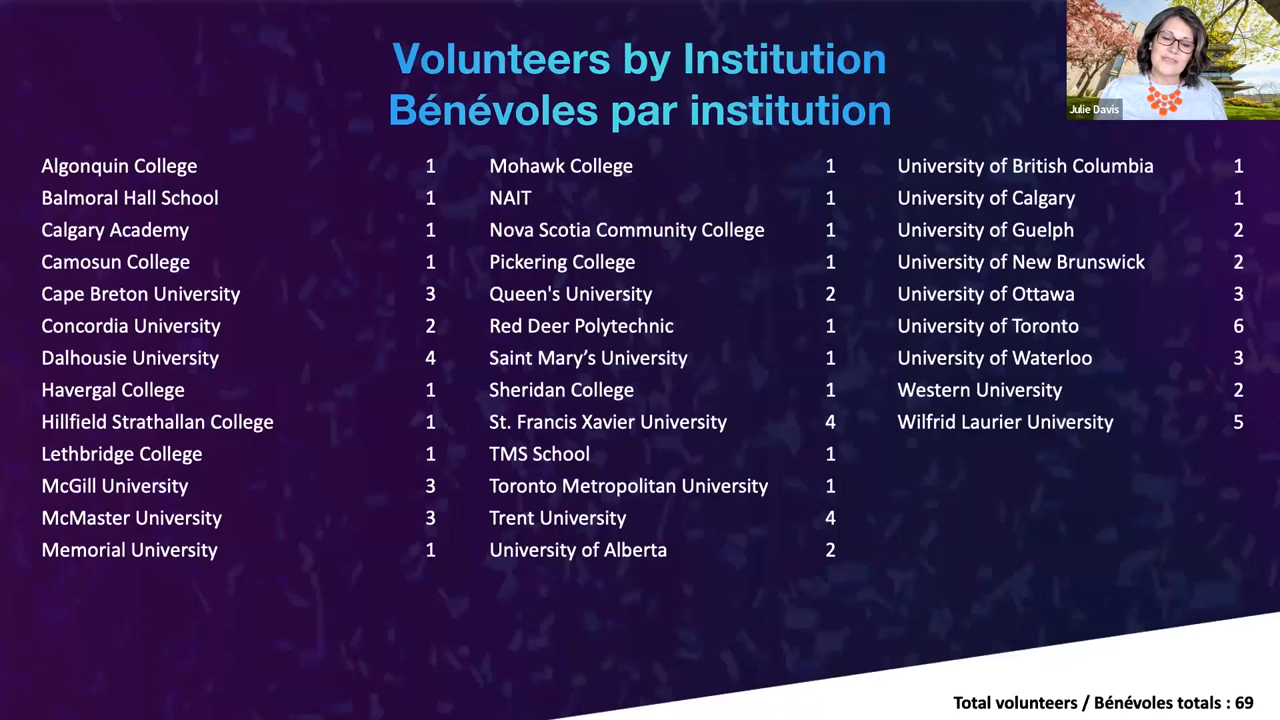 Volunteers by Institution
Bénévoles par institution
Julie Davis
Algonquin College 1
Balmoral Hall School 1
Calgary Academy 1
Camosun College 1
Cape Breton University 3
Concordia University 2
Dalhousie University 4
Havergal College 1
Hillfield Strathallan College 1
Lethbridge College 1
McGill University 3
McMaster University 3
Memorial University 1
Mohawk College 1
NAIT 1
Nova Scotia Community College 1
Pickering College 1
Queen's University 2
Red Deer Polytechnic 1
Saint Mary’s University 1
Sheridan College 1
St. Francis Xavier University 4
TMS School 1
Toronto Metropolitan University 1
Trent University 4
University of Alberta 2
University of British Columbia 1
University of Calgary 1
University of Guelph 2
University of New Brunswick 2
University of Ottawa 3
University of Toronto 6
University of Waterloo 3
Western University 2
Wilfrid Laurier University 5
Total volunteers / Bénévoles totals : 69